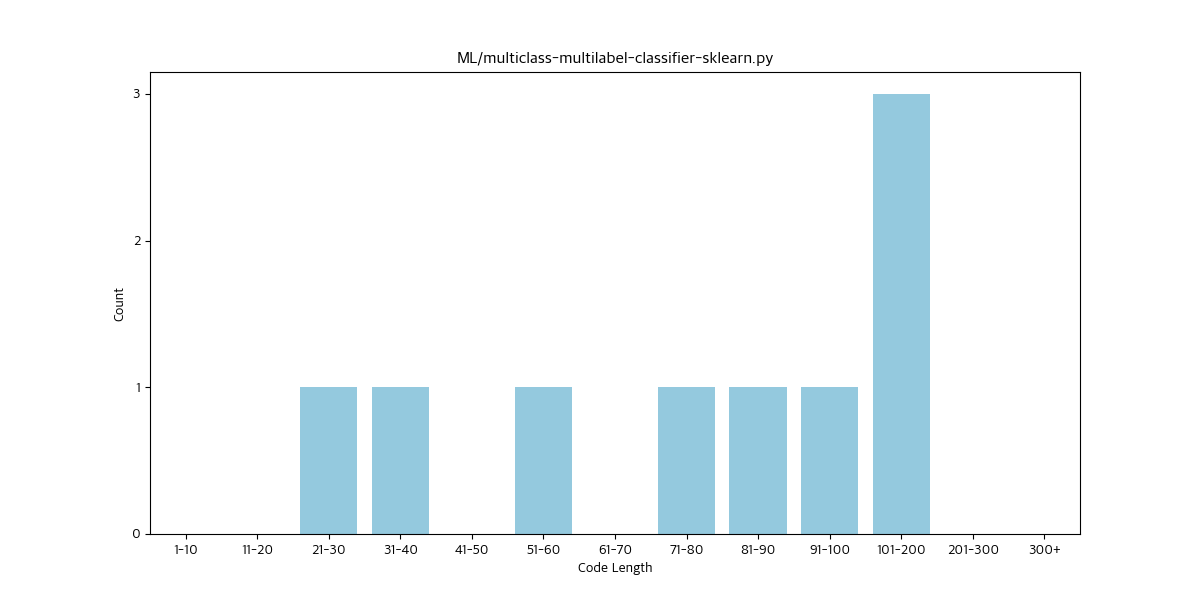 ML/multiclass-multilabel-classifier-sklearn.py
3
2
1
0
Count
1-10 11-20 21-30 31-40 41-50 51-60 61-70 71-80 81-90 91-100 101-200 201-300 300+
Code Length